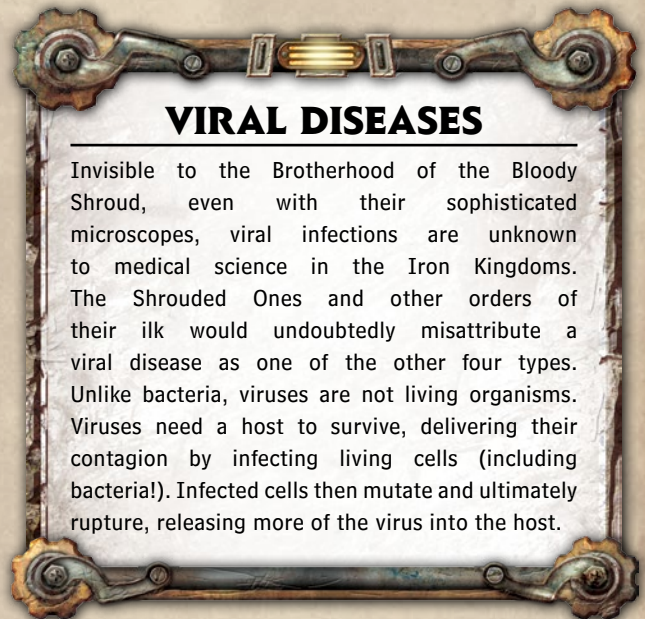 VIRAL DISEASES
Invisible to the Brotherhood of the Bloody
Shroud, even with their sophisticated
microscopes, viral infections are unknown
to medical science in the Iron Kingdoms.
The Shrouded Ones and other orders of
their ilk would undoubtedly misattribute a
viral disease as one of the other four types.
Unlike bacteria, viruses are not living organisms.
Viruses need a host to survive, delivering their
contagion by infecting living cells (including
bacteria!). Infected cells then mutate and ultimately
rupture, releasing more of the virus into the host.